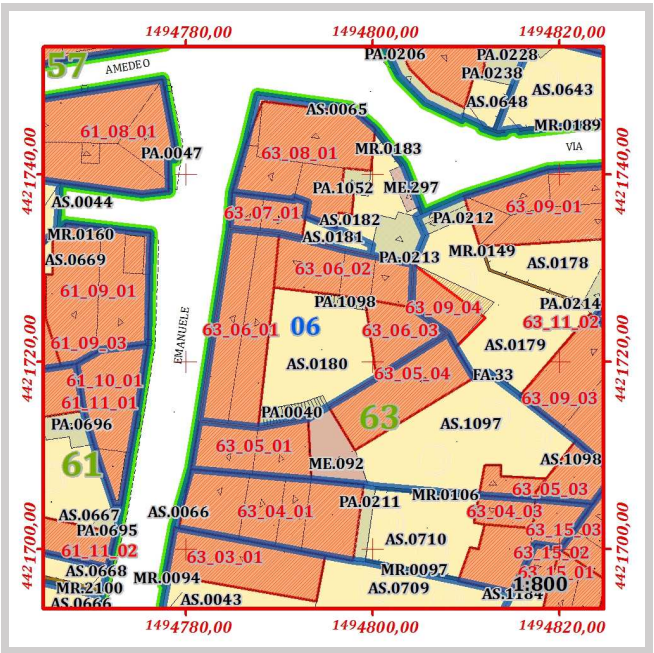 1494780,00 1494800,00 1494820,00
57
AMEDEO
PA.0206
PA.0228
PA.0238
AS.0643
AS.0648
AS.0065
MR.0189
61_08_01
PA.0047
63_08_01
MR.0183
VIA
4421740,00
4421740,00
PA.1052
ME.297
AS.0044
63_07_01
AS.0182
PA.0212
63_09_01
MR.0160
AS.0181
AS.0669
PA.0213
MR.0149
AS.0178
63_06_02
61_09_01
PA.1098
63_09_04
PA.0214
EMANUELE
63_06_01
06
63_06_03
63_11_02
61_09_03
AS.0179
4421720,00
4421720,00
AS.0180
63_05_04
FA.33
61_10_01
61_11_01
63_09_03
PA.0696
PA.0040
63
AS.1097
63_05_01
61
ME.092
AS.1098
63_05_03
MR.0106
PA.0211
AS.0667
AS.0066
63_04_01
63_04_03
PA.0695
63_15_03
AS.0710
61_11_02
63_03_01
63_15_02
4421700,00
4421700,00
AS.0668
MR.0094
MR.0097
63_15_01
MR.2100
AS.0709
1:800
AS.0666
AS.0043
AS.1184
1494780,00 1494800,00 1494820,00